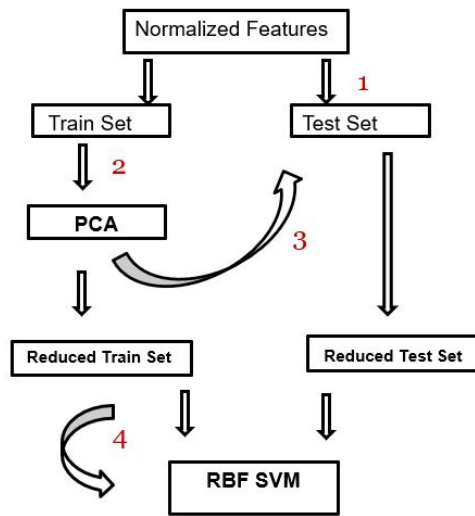 Normalized Features
1
Train Set
Test Set
2
PCA
3
Reduced Train Set
Reduced Test Set
4
RBF SVM